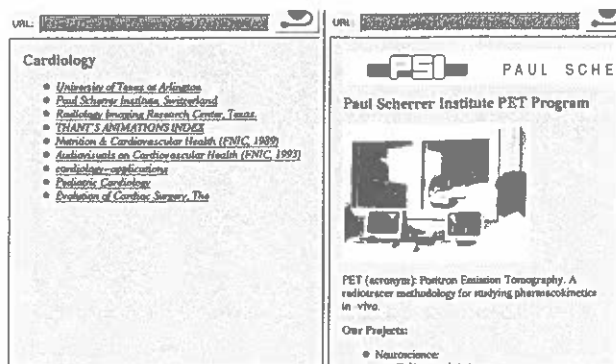 URL:
Cardiology
University of Texas at Arlington
Paul Scherrer Institute, Switzerland
Radiology Imaging Research Center, Texas.
THANT'S ANIMATIONS INDEX
Nutrition & Cardiovascular Health (FNIC, 1989)
Audiovisuals on Cardiovascular Health (FNIC, 1993)
cardiology-applications
Pediatric Cardiology
Evolution of Cardiac Surgery, The
URL:
PSI PAUL SCHE
Paul Scherrer Institute PET Program
PET (acronym): Positron Emission Tomography. A
radiotracer methodology for studying pharmacokinetics
in-vivo.
Our Projects:
Neuroscience: